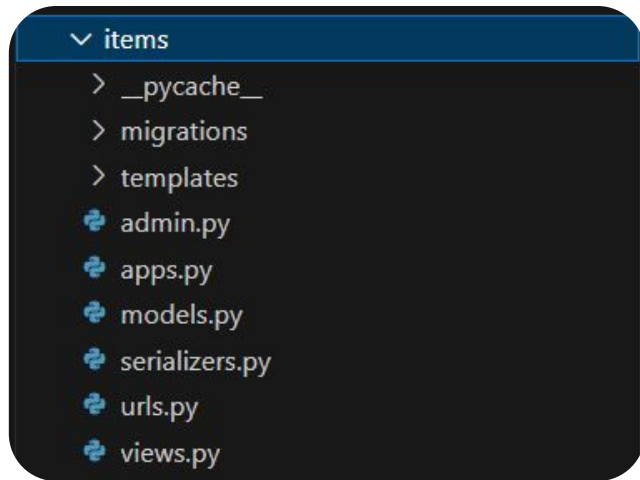 items
__pycache__
migrations
templates
admin.py
apps.py
models.py
serializers.py
urls.py
views.py